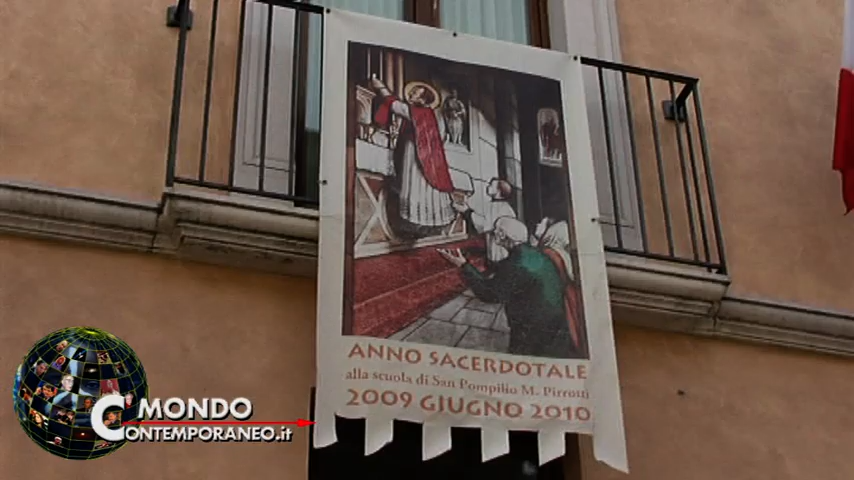 ANNO SACERDOTALE
alla scuola di San Pompilio M. Pirrotti
2009 GIUGNO 2010
MONDO
CONTEMPORANEO.it